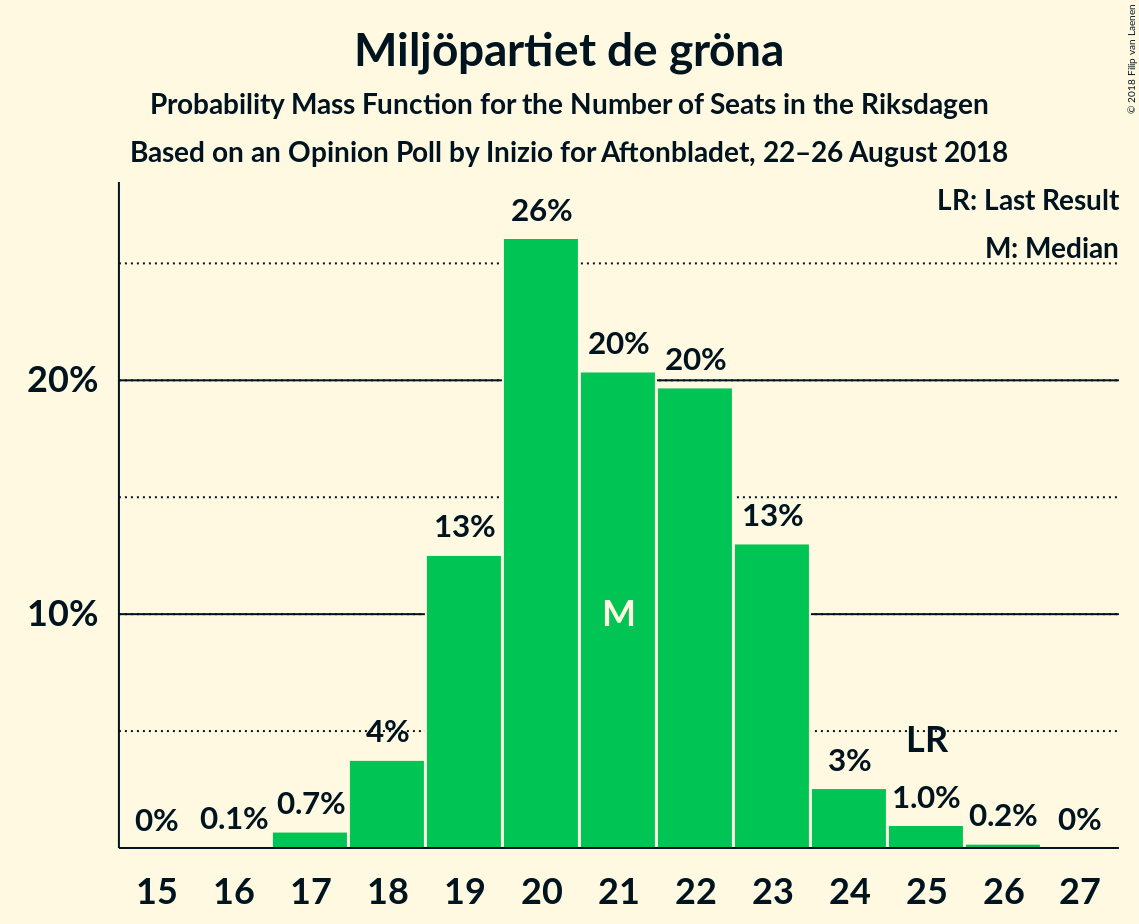 Miljöpartiet de gröna
Probability Mass Function for the Number of Seats in the Riksdagen
Based on an Opinion Poll by Inizio for Aftonbladet, 22–26 August 2018
© 2018 Filip van Laenen
LR: Last Result
M: Median
26%
20%
20%
20%
13%
13%
10%
M
4%
LR
3%
1.0%
0.7%
0.2%
0.1%
0%
0%
15 16 17 18 19 20 21 22 23 24 25 26 27